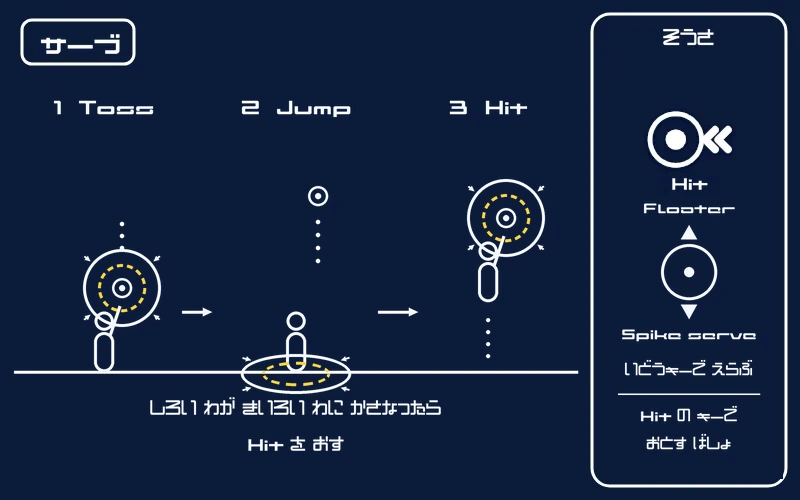 サーブ
1 Toss
2 Jump
3 Hit
しろい わが きいろい わに かさなったら
Hit を おす
そうさ
Hit
Floater
Spike serve
いどうキーで えらぶ
Hit の キーで
おとす ばしょ